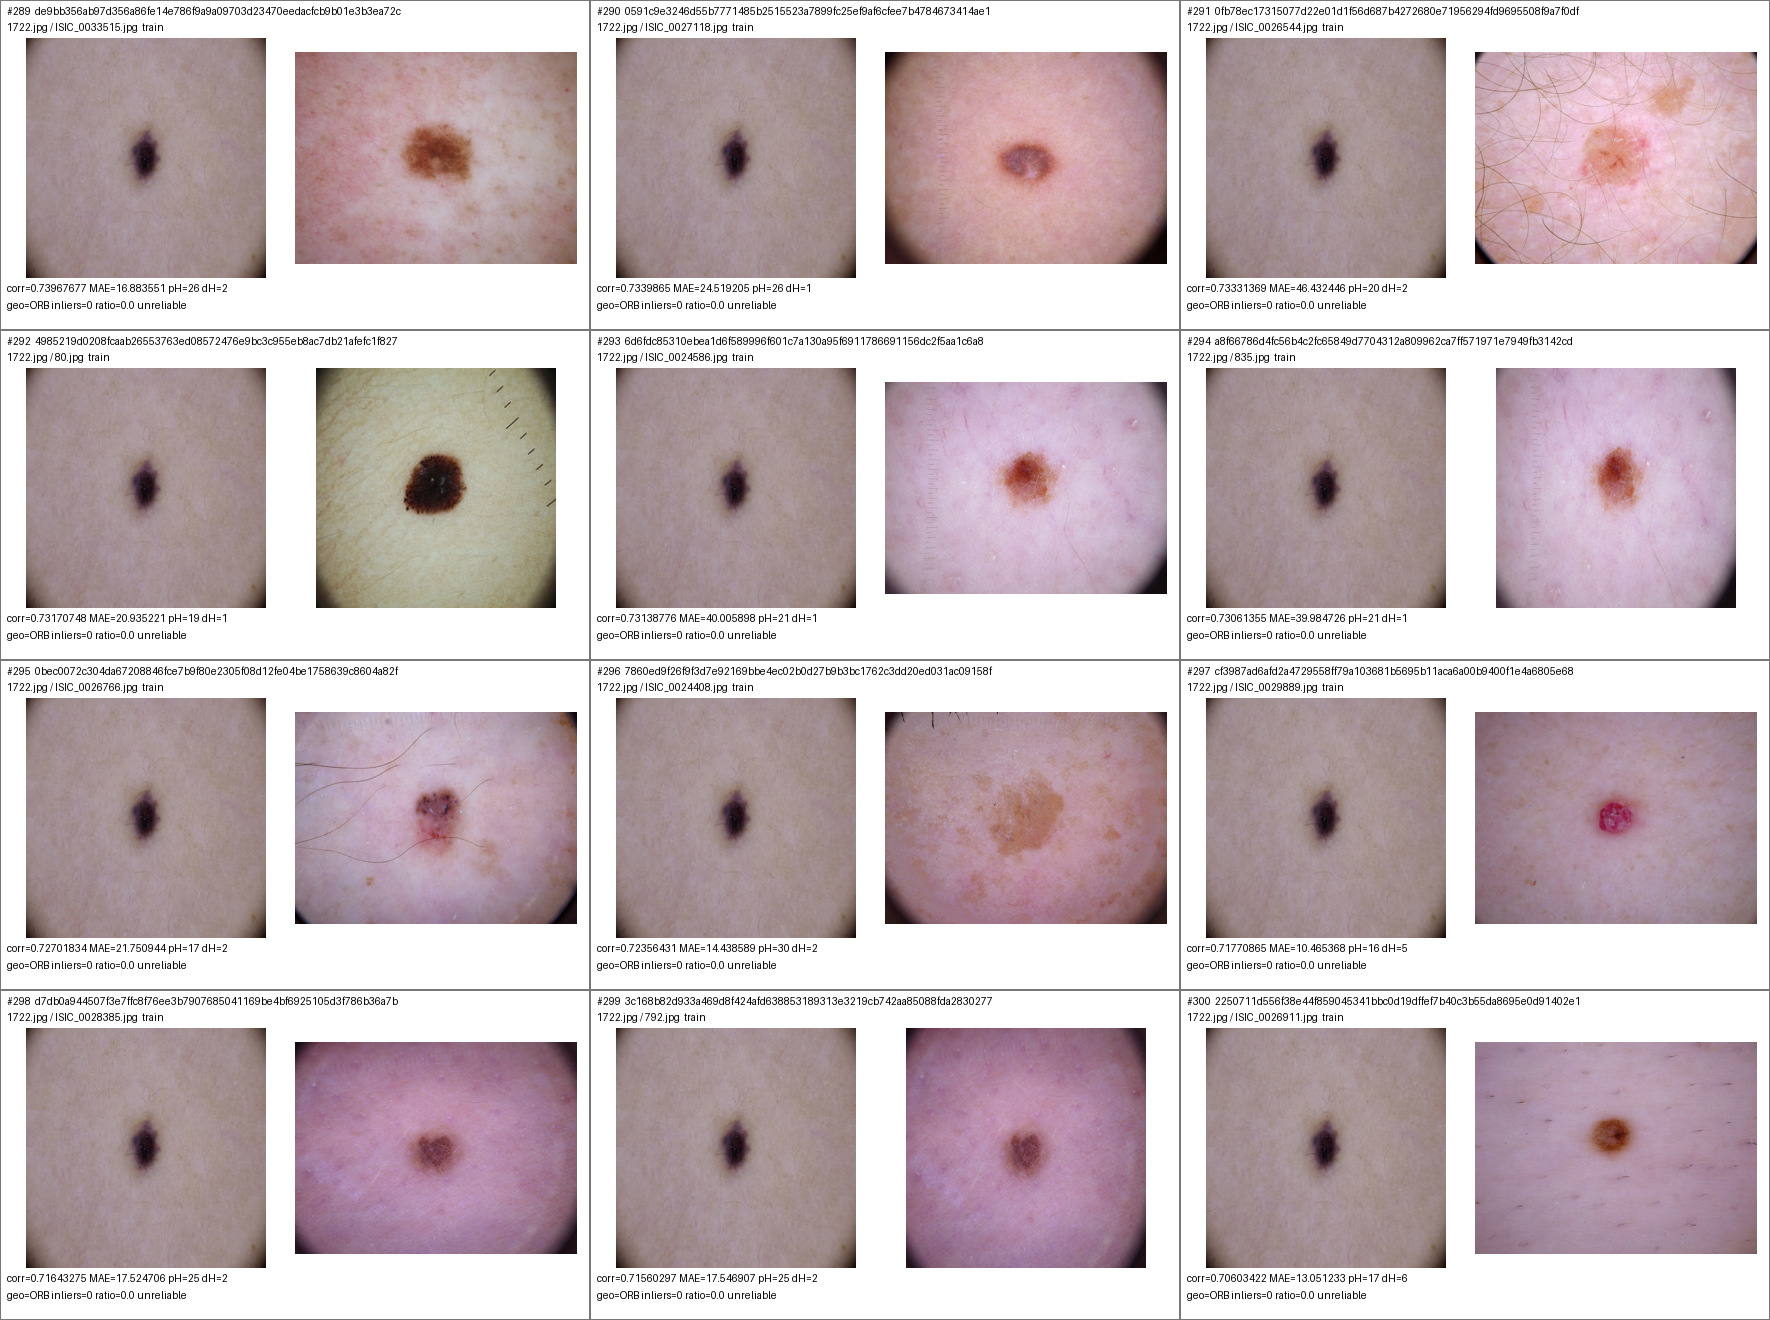 #289 de9bb356ab97d356a86fe14e786f9a9a09703d23470eedacfcb9b01e3b3ea72c
1722.jpg / ISIC_0033515.jpg train
corr=0.73967677 MAE=16.883551 pH=26 dH=2
geo=ORB inliers=0 ratio=0.0 unreliable
#290 0591c9e3246d55b7771485b2515523a7899fc25ef9af6cfee7b4784673414ae1
1722.jpg / ISIC_0027118.jpg train
corr=0.7339865 MAE=24.519205 pH=26 dH=1
geo=ORB inliers=0 ratio=0.0 unreliable
#291 0fb78ec17315077d22e01d1f56d687b4272680e71956294fd9695508f9a7f0df
1722.jpg / ISIC_0026544.jpg train
corr=0.73331369 MAE=46.432446 pH=20 dH=2
geo=ORB inliers=0 ratio=0.0 unreliable
#292 4985219d0208fcaab26553763ed08572476e9bc3c955eb8ac7db21afefc1f827
1722.jpg / 80.jpg train
corr=0.73170748 MAE=20.935221 pH=19 dH=1
geo=ORB inliers=0 ratio=0.0 unreliable
#293 6d6fdc85310ebea1d6f589996f601c7a130a95f6911786691156dc2f5aa1c6a8
1722.jpg / ISIC_0024586.jpg train
corr=0.73138776 MAE=40.005898 pH=21 dH=1
geo=ORB inliers=0 ratio=0.0 unreliable
#294 a8f66786d4fc56b4c2fc65849d7704312a809962ca7ff571971e7949fb3142cd
1722.jpg / 835.jpg train
corr=0.73061355 MAE=39.984726 pH=21 dH=1
geo=ORB inliers=0 ratio=0.0 unreliable
#295 0bec0072c304da67208846fce7b9f80e2305f08d12fe04be1758639c8604a82f
1722.jpg / ISIC_0026766.jpg train
corr=0.72701834 MAE=21.750944 pH=17 dH=2
geo=ORB inliers=0 ratio=0.0 unreliable
#296 7860ed9f26f9f3d7e92169bbe4ec02b0d27b9b3bc1762c3dd20ed031ac09158f
1722.jpg / ISIC_0024408.jpg train
corr=0.72356431 MAE=14.438589 pH=30 dH=2
geo=ORB inliers=0 ratio=0.0 unreliable
#297 cf3987ad6afd2a4729558ff79a103681b5695b11aca6a00b9400f1e4a6805e68
1722.jpg / ISIC_0029889.jpg train
corr=0.71770865 MAE=10.465368 pH=16 dH=5
geo=ORB inliers=0 ratio=0.0 unreliable
#298 d7db0a944507f3e7ffc8f76ee3b7907685041169be4bf6925105d3f786b36a7b
1722.jpg / ISIC_0028385.jpg train
corr=0.71643275 MAE=17.524706 pH=25 dH=2
geo=ORB inliers=0 ratio=0.0 unreliable
#299 3c168b82d933a469d8f424afd638853189313e3219cb742aa85088fda2830277
1722.jpg / 792.jpg train
corr=0.71560297 MAE=17.546907 pH=25 dH=2
geo=ORB inliers=0 ratio=0.0 unreliable
#300 2250711d556f38e44f859045341bbc0d19dffef7b40c3b55da8695e0d91402e1
1722.jpg / ISIC_0026911.jpg train
corr=0.70603422 MAE=13.051233 pH=17 dH=6
geo=ORB inliers=0 ratio=0.0 unreliable